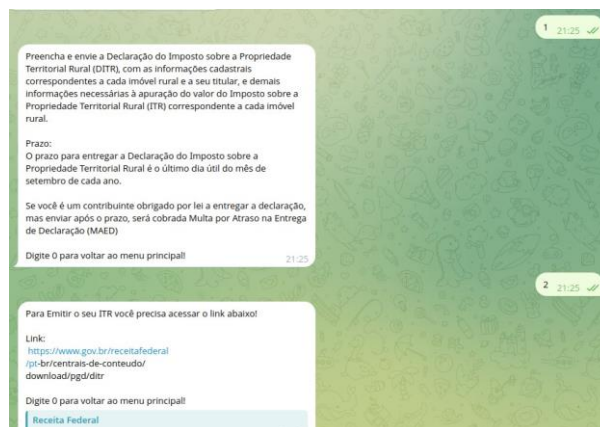 1 21:25
Preencha e envie a Declaração do Imposto sobre a Propriedade
Territorial Rural (DITR), com as informações cadastrais
correspondentes a cada imóvel rural e a seu titular, e demais
informações necessárias à apuração do valor do Imposto sobre a
Propriedade Territorial Rural (ITR) correspondente a cada imóvel
rural.
Prazo:
O prazo para entregar a Declaração do Imposto sobre a
Propriedade Territorial Rural é o último dia útil do mês de
setembro de cada ano.
Se você é um contribuinte obrigado por lei a entregar a declaração,
mas enviar após o prazo, será cobrada Multa por Atraso na Entrega
de Declaração (MAED)
Digite 0 para voltar ao menu principal!
21:25
2 21:25
Para Emitir o seu ITR você precisa acessar o link abaixo!
Link:
https://www.gov.br/receitafederal
/pt-br/centrais-de-conteudo/
download/pgd/ditr
Digite 0 para voltar ao menu principal!
Receita Federal